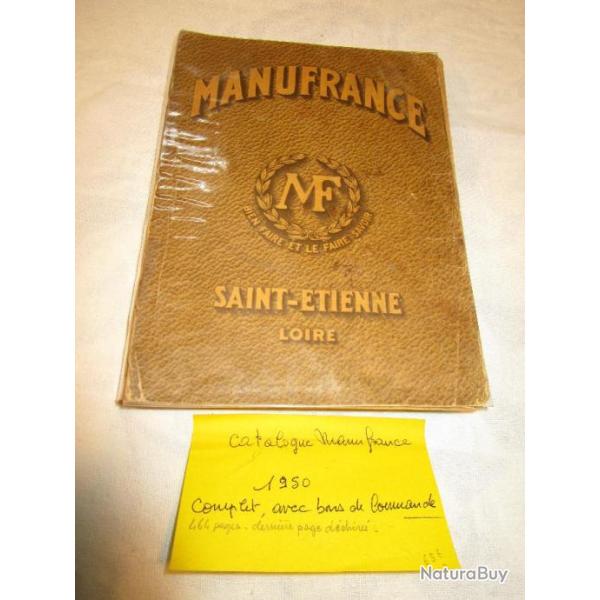 MANUFRANCE
MF
BIEN FAIRE ET LE FAIRE SAVOIR
SAINT-ETIENNE
LOIRE
catalogue Manufrance
1950
Complet, avec bons de Commande
464 pages - dernière page déchirée -
NaturaBuy